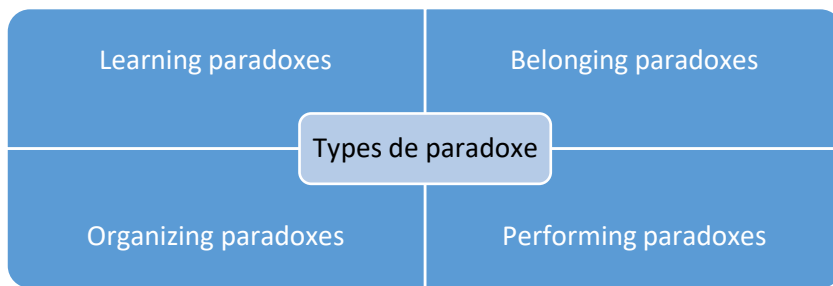 Learning paradoxes
Belonging paradoxes
Types de paradoxe
Organizing paradoxes
Performing paradoxes